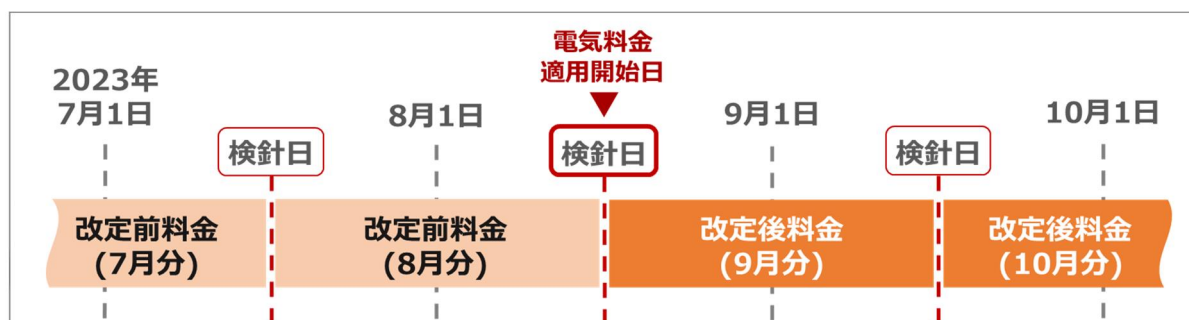 電気料金
適用開始日
2023年
7月1日
8月1日
9月1日
10月1日
検針日
検針日
検針日
改定前料金
(7月分)
改定前料金
(8月分)
改定後料金
(9月分)
改定後料金
(10月分)